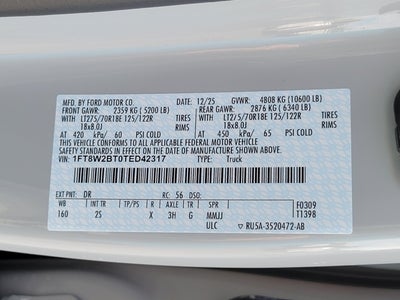 MFD. BY FORD MOTOR CO. 12/25 GVWR: 4808 KG (10600 LB)
FRONT GAWR: 2359 KG ( 5200 LB) REAR GAWR: 2876 KG ( 6340 LB)
LT275/70R18E 125/122R TIRES LT275/70R18E 125/122R TIRES
18x8.0J RIMS 18x8.0J RIMS
AT 420 kPa/ 60 PSI COLD AT 450 kPa/ 65 PSI COLD
THIS VEHICLE CONFORMS TO ALL APPLICABLE FEDERAL MOTOR VEHICLE
SAFETY STANDARDS IN EFFECT ON THE DATE OF MANUFACTURE SHOWN ABOVE.
VIN: 1FT8W2BT0TED42317 TYPE: Truck
EXT PNT: DR RC: 56 DSO: F0309
WB INT TR TP/PS R AXLE TR SPR T1398
160 2S X 3H G MMJJ
ULC RU5A-3520472-AB